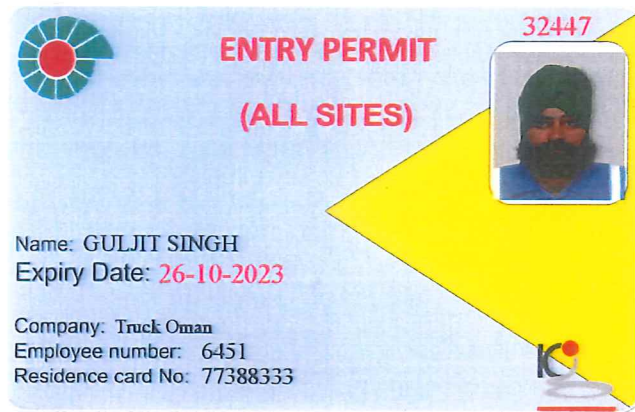 32447
ENTRY PERMIT
(ALL SITES)
Name: GULJIT SINGH
Expiry Date: 26-10-2023
Company: Truck Oman
Employee number: 6451
Residence card No: 77388333